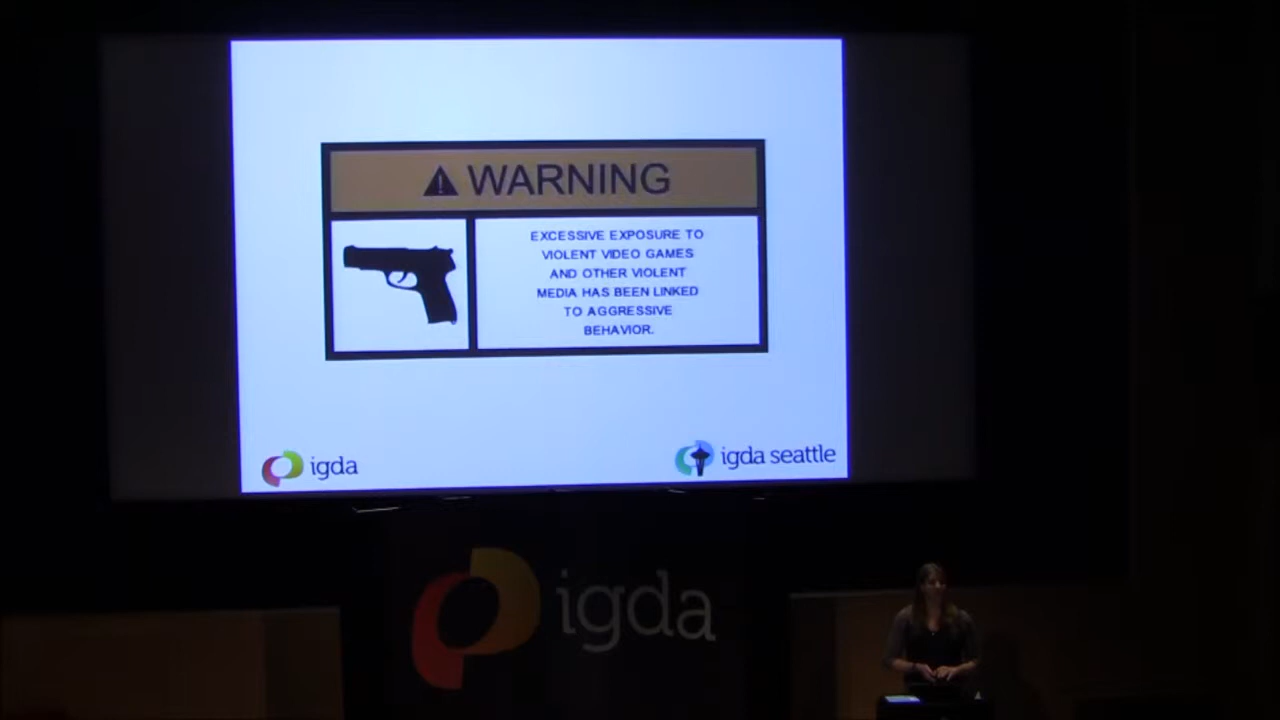 WARNING
EXCESSIVE EXPOSURE TO
VIOLENT VIDEO GAMES
AND OTHER VIOLENT
MEDIA HAS BEEN LINKED
TO AGGRESSIVE
BEHAVIOR.
igda
igda seattle
igda